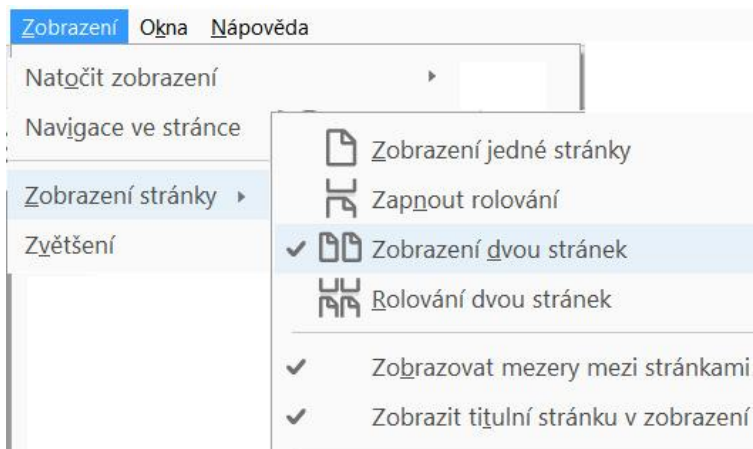 Zobrazení Okna Nápověda
Natočit zobrazení
Navigace ve stránce
Zobrazení stránky
Zvětšení
Zobrazení jedné stránky
Zapnout rolování
Zobrazení dvou stránek
Rolování dvou stránek
Zobrazovat mezery mezi stránkami
Zobrazit titulní stránku v zobrazení